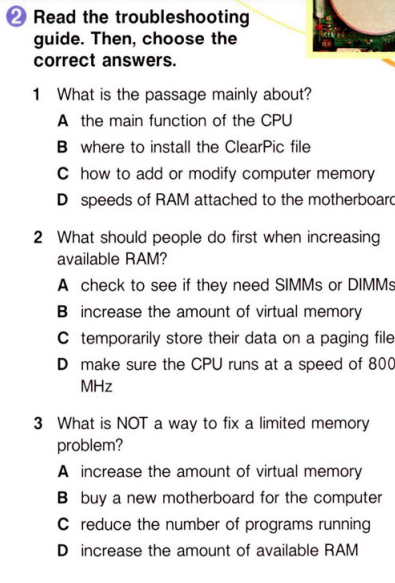 2 Read the troubleshooting
guide. Then, choose the
correct answers.
1 What is the passage mainly about?
A the main function of the CPU
B where to install the ClearPic file
C how to add or modify computer memory
D speeds of RAM attached to the motherboard
2 What should people do first when increasing
available RAM?
A check to see if they need SIMMs or DIMMs
B increase the amount of virtual memory
C temporarily store their data on a paging file
D make sure the CPU runs at a speed of 800
MHz
3 What is NOT a way to fix a limited memory
problem?
A increase the amount of virtual memory
B buy a new motherboard for the computer
C reduce the number of programs running
D increase the amount of available RAM